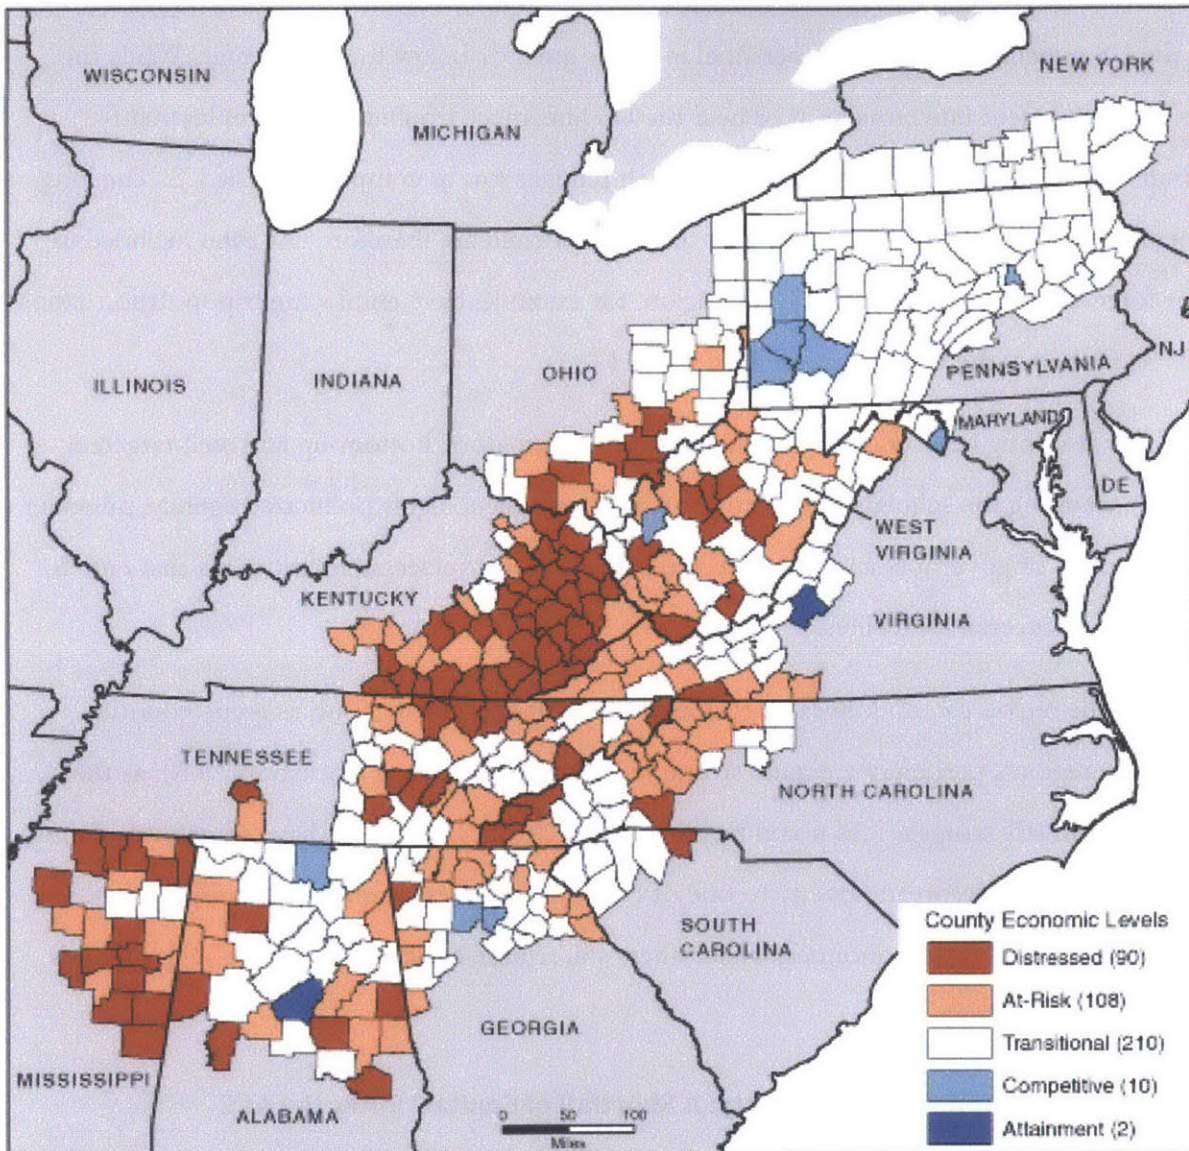 NEW YORK
WISCONSIN
MICHIGAN
NJ
PENNSYLVANIA
ILLINOIS
INDIANA
OHIO
MARYLAND
DE
WEST
VIRGINIA
KENTUCKY
VIRGINIA
TENNESSEE
NORTH CAROLINA
SOUTH
CAROLINA
GEORGIA
MISSISSIPPI
ALABAMA
0 50 100
Miles
County Economic Levels
Distressed (90)
At-Risk (108)
Transitional (210)
Competitive (10)
Attainment (2)